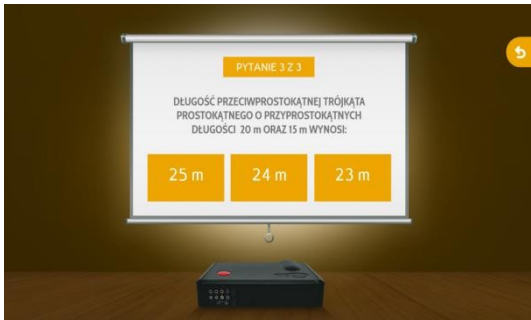 PYTANIE 3 Z 3
DŁUGOŚĆ PRZECIWPROSTOKĄTNEJ TRÓJKĄTA
PROSTOKĄTNEGO O PRZYPROSTOKĄTNYCH
DŁUGOŚCI 20 m ORAZ 15 m WYNOSI:
25 m 24 m 23 m